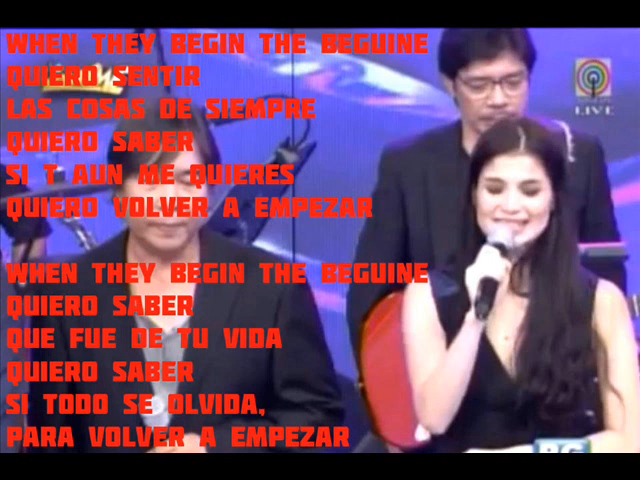 WHEN THEY BEGIN THE BEGUINE
QUIERO SENTIR
LAS COSAS DE SIEMPRE
QUIERO SABER
SI T AUN ME QUIERES
QUIERO VOLVER A EMPEZAR
WHEN THEY BEGIN THE BEGUINE
QUIERO SABER
QUE FUE DE TU VIDA
QUIERO SABER
SI TODO SE OLVIDA,
PARA VOLVER A EMPEZAR
LIVE